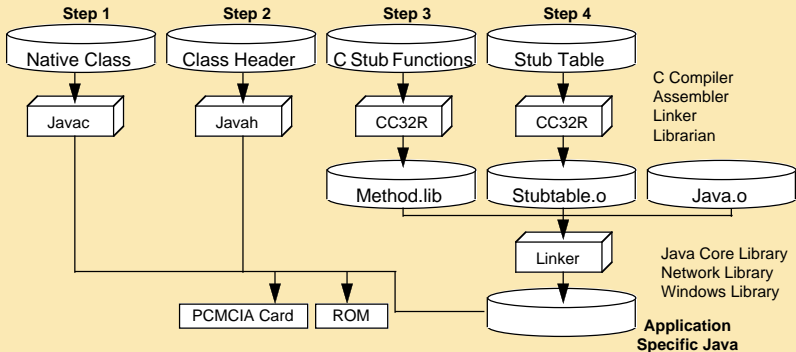 Step 1
Step 2
Step 3
Step 4
Native Class
Class Header
C Stub Functions
Stub Table
C Compiler
Assembler
Linker
Librarian
Javac
Javah
CC32R
CC32R
Method.lib
Stubtable.o
Java.o
Linker
Java Core Library
Network Library
Windows Library
PCMCIA Card
ROM
Application
Specific Java